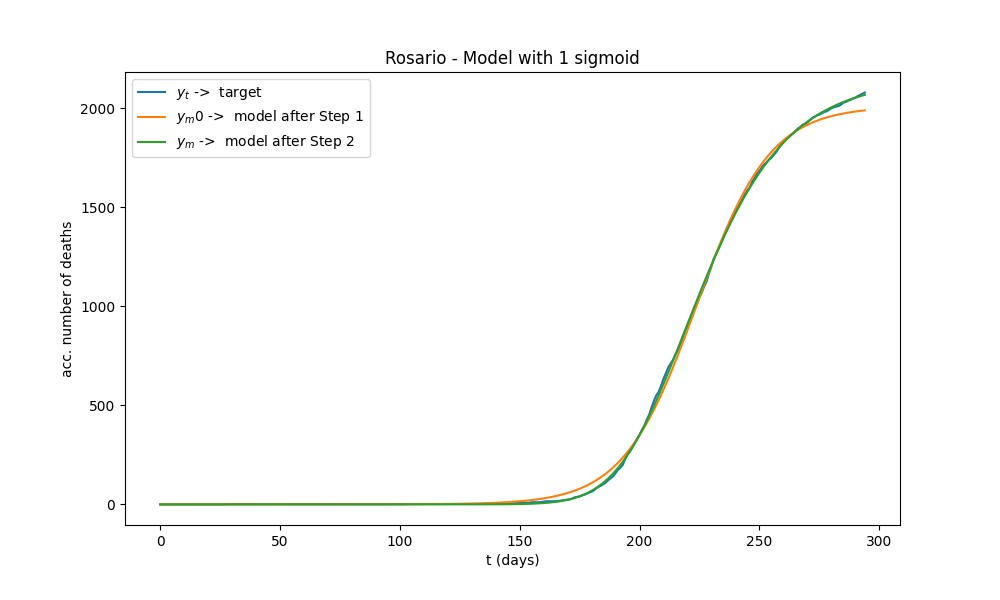 Rosario - Model with 1 sigmoid
y_t -> target
y_m0 -> model after Step 1
y_m -> model after Step 2
2000
1500
1000
500
0
acc. number of deaths
0 50 100 150 200 250 300
t (days)